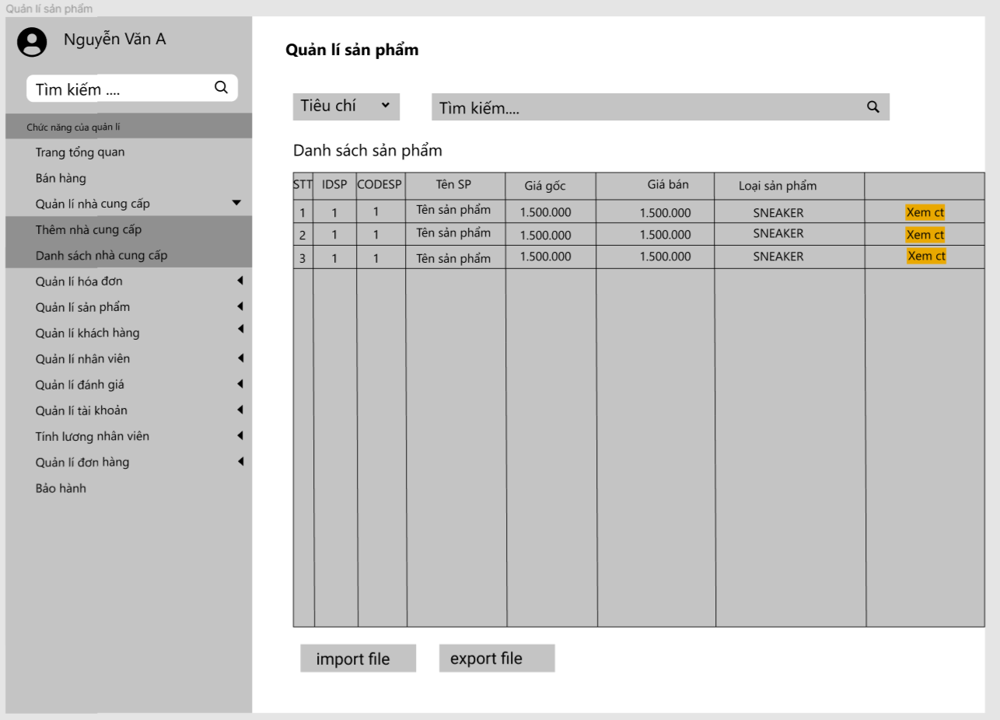 Quản lí sản phẩm
Nguyễn Văn A
Tìm kiếm ....
Chức năng của quản lí
Trang tổng quan
Bán hàng
Quản lí nhà cung cấp
Thêm nhà cung cấp
Danh sách nhà cung cấp
Quản lí hóa đơn
Quản lí sản phẩm
Quản lí khách hàng
Quản lí nhân viên
Quản lí đánh giá
Quản lí tài khoản
Tính lương nhân viên
Quản lí đơn hàng
Bảo hành
Quản lí sản phẩm
Tiêu chí
Tìm kiếm....
Danh sách sản phẩm
STT IDSP CODESP Tên SP Giá gốc Giá bán Loại sản phẩm
1 1 1 Tên sản phẩm 1.500.000 1.500.000 SNEAKER Xem ct
2 1 1 Tên sản phẩm 1.500.000 1.500.000 SNEAKER Xem ct
3 1 1 Tên sản phẩm 1.500.000 1.500.000 SNEAKER Xem ct
import file export file